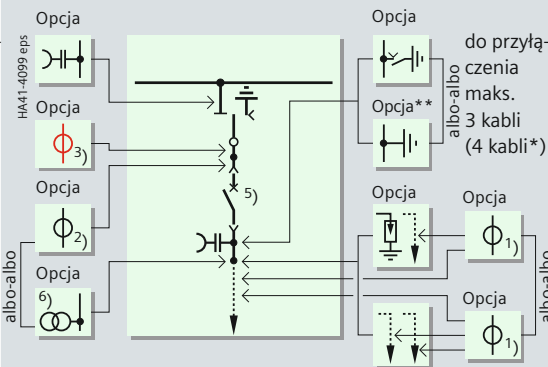 Opcja
HA41-4099 eps
Opcja
3)
Opcja
2)
albo-albo
Opcja
6)
5)
Opcja
Opcja**
albo-albo
do przyłą-
czenia
maks.
3 kabli
(4 kabli*)
Opcja
Opcja
1)
Opcja
1)
albo-albo